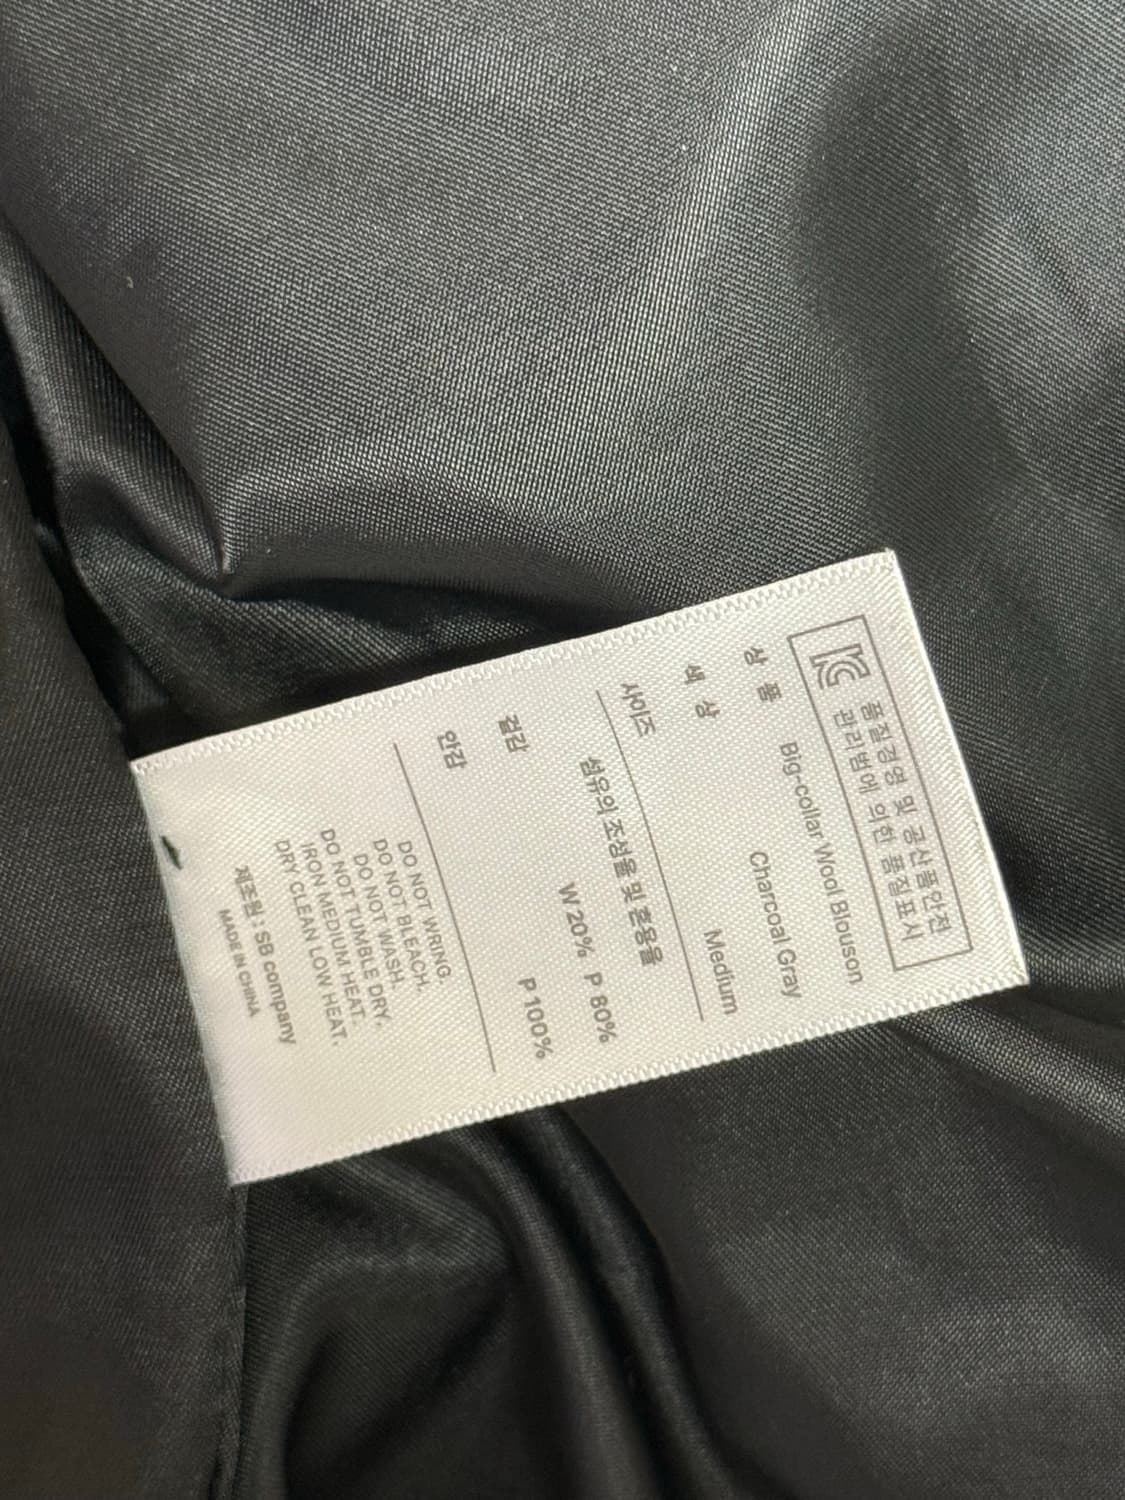 KC 품질경영 및 공산품안전
관리법에 의한 품질표시
상 품 Big-collar Wool Blouson
색 상 Charcoal Gray
사이즈 Medium
섬유의 조성율 및 혼용율
겉감 W 20% P 80%
안감 P 100%
DO NOT WRING.
DO NOT BLEACH.
DO NOT WASH.
DO NOT TUMBLE DRY.
IRON MEDIUM HEAT.
DRY CLEAN LOW HEAT.
제조원 : SB company
MADE IN CHINA